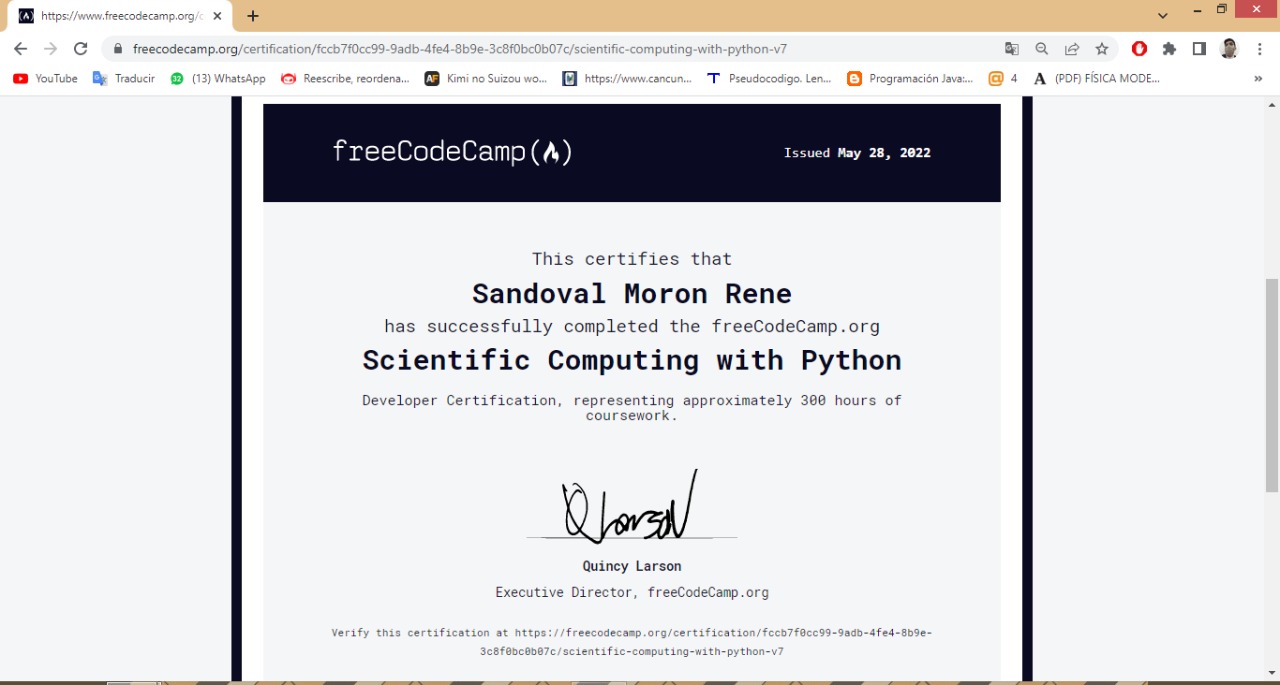 https://www.freecodecamp.org/c
freecodecamp.org/certification/fccb7f0cc99-9adb-4fe4-8b9e-3c8f0bc0b07c/scientific-computing-with-python-v7
YouTube Traducir (13) WhatsApp Reescribe, reordena... Kimi no Suizou wo... https://www.cancun... Pseudocodigo. Len... Programación Java:... 4 (PDF) FÍSICA MODE... »
freeCodeCamp
Issued May 28, 2022
This certifies that
Sandoval Moron Rene
has successfully completed the freeCodeCamp.org
Scientific Computing with Python
Developer Certification, representing approximately 300 hours of
coursework.
Q Larson
Quincy Larson
Executive Director, freeCodeCamp.org
Verify this certification at https://freecodecamp.org/certification/fccb7f0cc99-9adb-4fe4-8b9e-
3c8f0bc0b07c/scientific-computing-with-python-v7